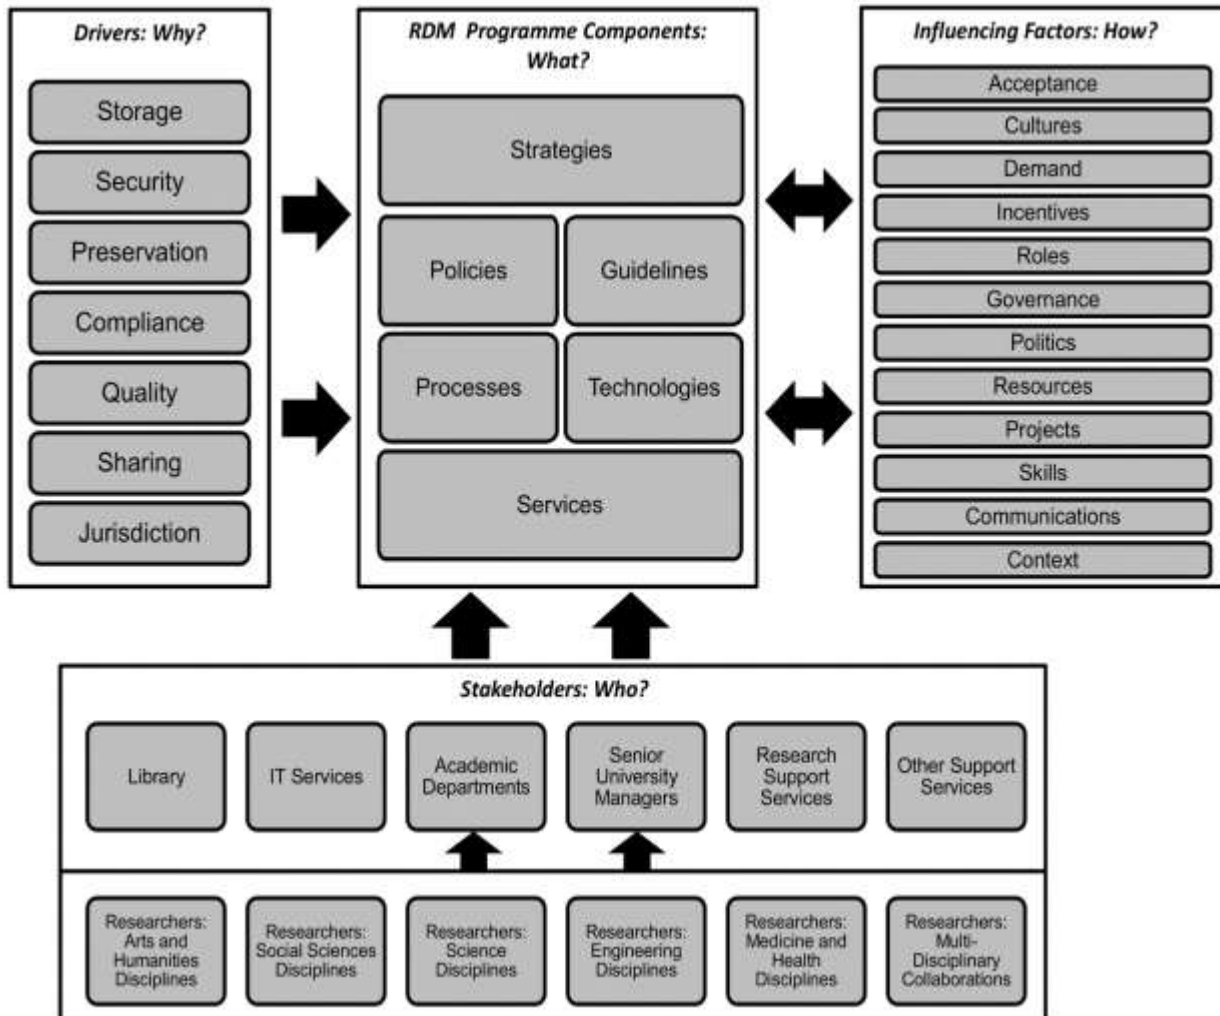 Drivers: Why?
Storage
Security
Preservation
Compliance
Quality
Sharing
Jurisdiction
RDM Programme Components:
What?
Strategies
Policies
Guidelines
Processes
Technologies
Services
Influencing Factors: How?
Acceptance
Cultures
Demand
Incentives
Roles
Governance
Politics
Resources
Projects
Skills
Communications
Context
Stakeholders: Who?
Library
IT Services
Academic
Departments
Senior
University
Managers
Research
Support
Services
Other Support
Services
Researchers:
Arts and
Humanities
Disciplines
Researchers:
Social Sciences
Disciplines
Researchers:
Science
Disciplines
Researchers:
Engineering
Disciplines
Researchers:
Medicine and
Health
Disciplines
Researchers:
Multi-
Disciplinary
Collaborations